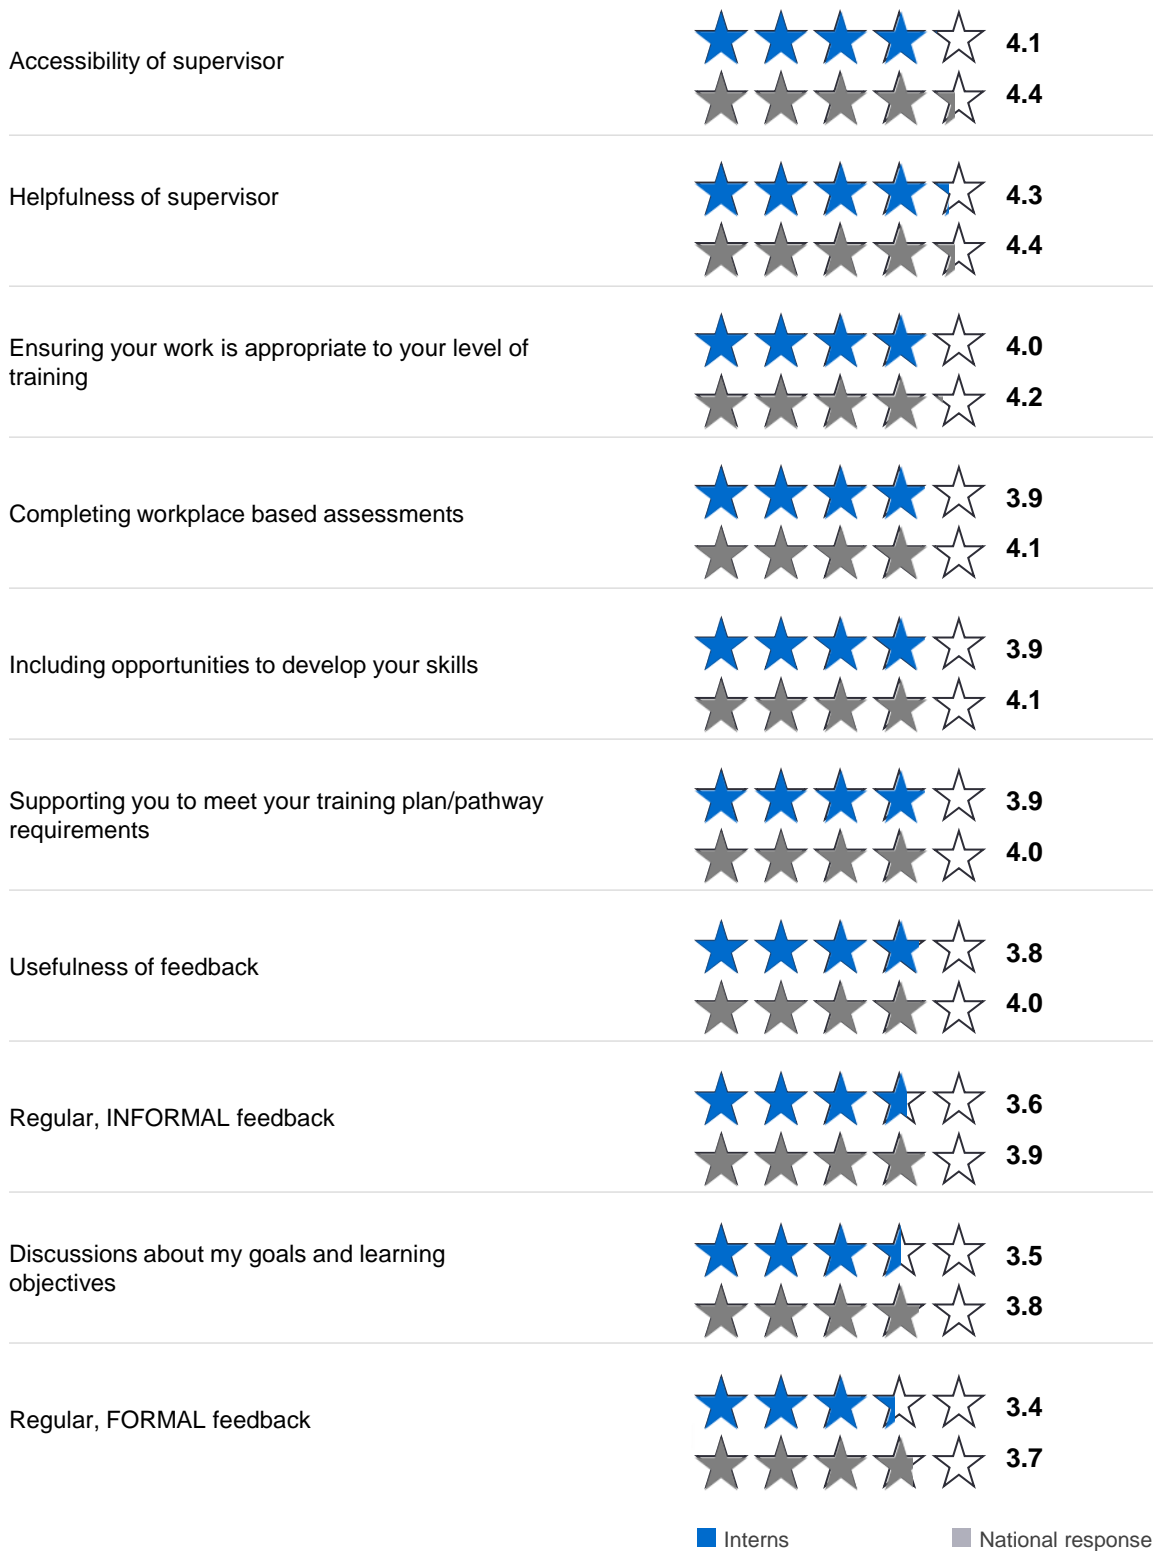 Accessibility of supervisor
4.1
4.4
Helpfulness of supervisor
4.3
4.4
Ensuring your work is appropriate to your level of
training
4.0
4.2
Completing workplace based assessments
3.9
4.1
Including opportunities to develop your skills
3.9
4.1
Supporting you to meet your training plan/pathway
requirements
3.9
4.0
Usefulness of feedback
3.8
4.0
Regular, INFORMAL feedback
3.6
3.9
Discussions about my goals and learning
objectives
3.5
3.8
Regular, FORMAL feedback
3.4
3.7
Interns
National response